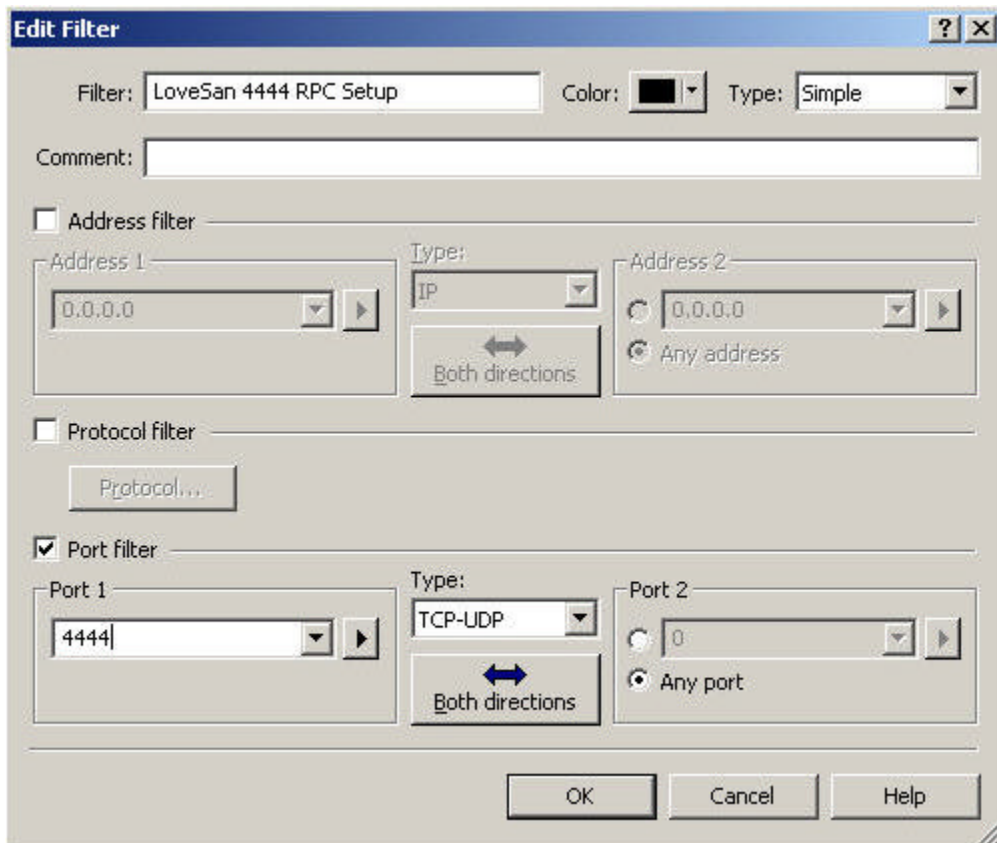 Edit Filter
Filter: LoveSan 4444 RPC Setup Color: Type: Simple
Comment:
Address filter
Address 1 Type: Address 2
0.0.0.0 IP 0.0.0.0
Both directions Any address
Protocol filter
Protocol...
Port filter
Port 1 Type: Port 2
4444 TCP-UDP 0
Both directions Any port
OK Cancel Help